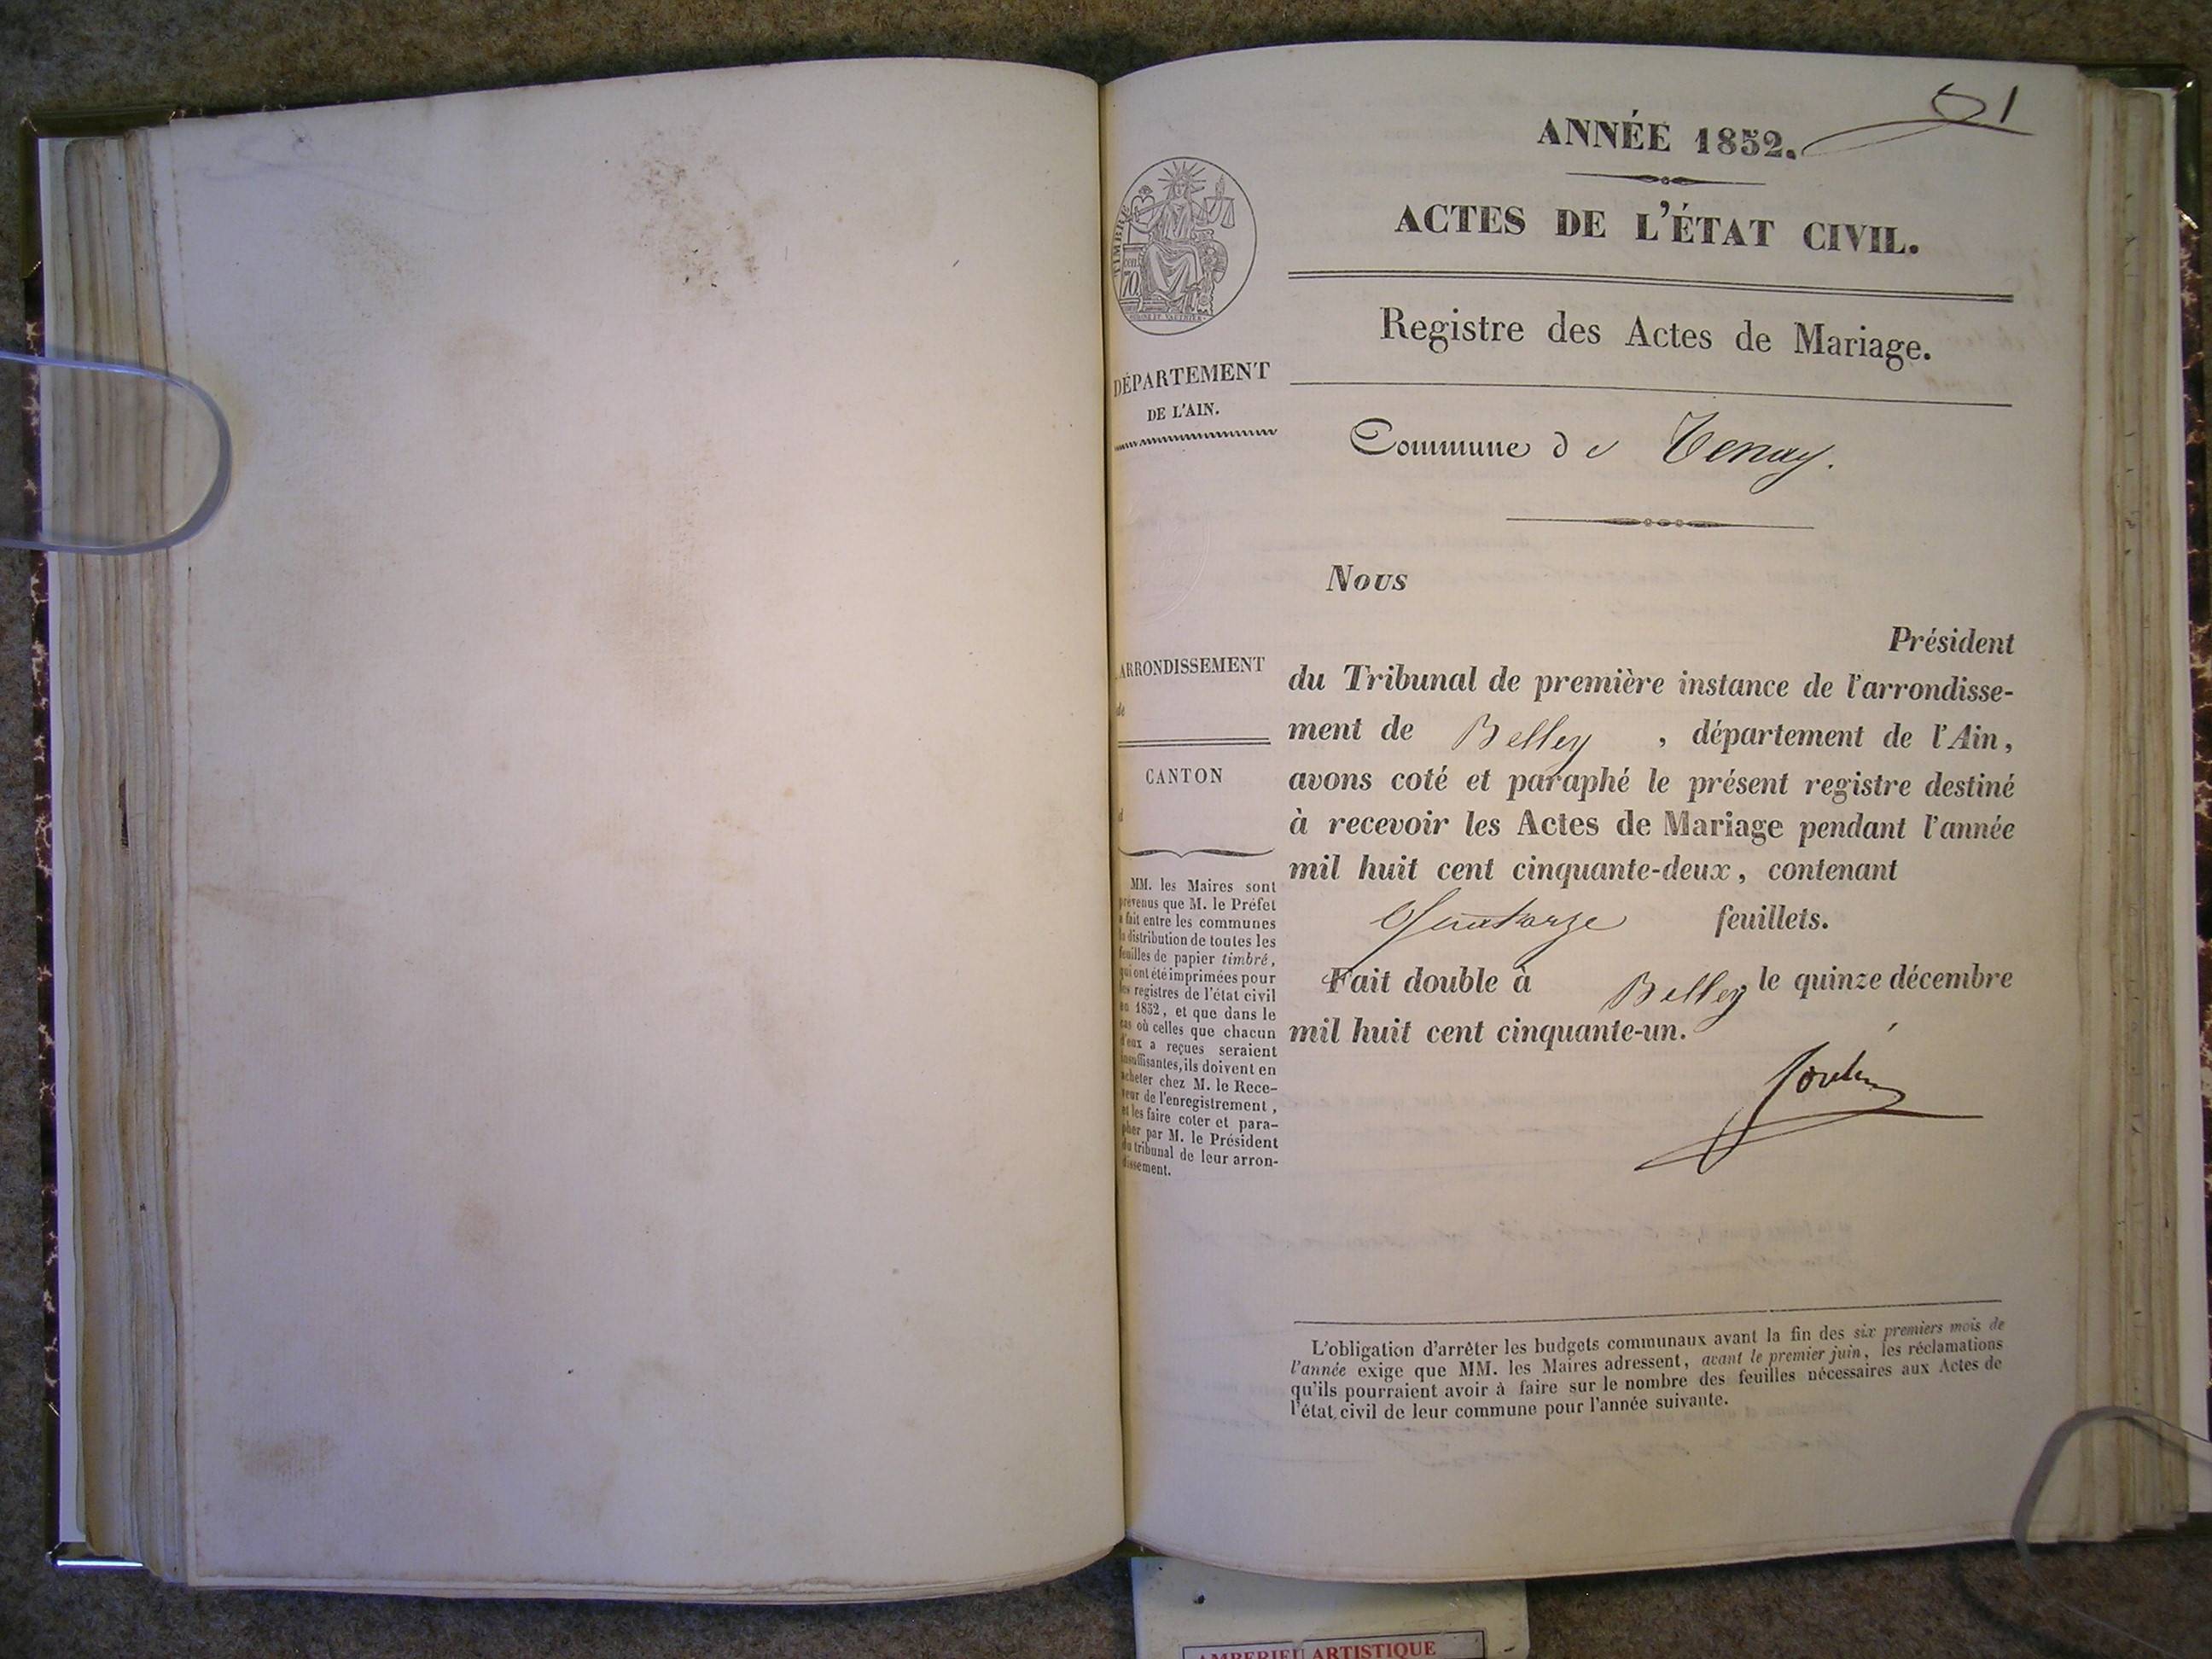 ANNÉE 1852.
1
ACTES DE L'ÉTAT CIVIL.
Registre des Actes de Mariage.
TIMBRE
70
DÉPARTEMENT
DE L'AIN.
Commune de Tenay.
Nous
Président
du Tribunal de première instance de l'arrondisse-
ment de Belley, département de l'Ain,
avons coté et paraphé le présent registre destiné
à recevoir les Actes de Mariage pendant l'année
mil huit cent cinquante-deux, contenant
Quatorze feuillets.
Fait double à Belley le quinze décembre
mil huit cent cinquante-un.
ARRONDISSEMENT
de
CANTON
d
MM. les Maires sont
prévenus que M. le Préfet
a fait entre les communes
la distribution de toutes les
feuilles de papier timbré,
qui ont été imprimées pour
les registres de l'état civil
en 1852, et que dans le
cas où celles que chacun
d'eux a reçues seraient
insuffisantes, ils doivent en
acheter chez M. le Rece-
veur de l'enregistrement,
et les faire coter et para-
pher par M. le Président
du tribunal de leur arron-
dissement.
L'obligation d'arrêter les budgets communaux avant la fin des six premiers mois de
l'année exige que MM. les Maires adressent, avant le premier juin, les réclamations
qu'ils pourraient avoir à faire sur le nombre des feuilles nécessaires aux Actes de
l'état civil de leur commune pour l'année suivante.
AMBERIEU ARTISTIQUE